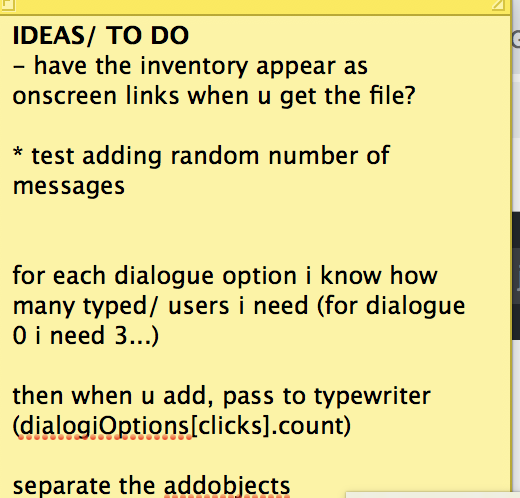 IDEAS/ TO DO
- have the inventory appear as
onscreen links when u get the file?
* test adding random number of
messages
for each dialogue option i know how
many typed/ users i need (for dialogue
0 i need 3...)
then when u add, pass to typewriter
(dialogiOptions[clicks].count)
separate the addobjects